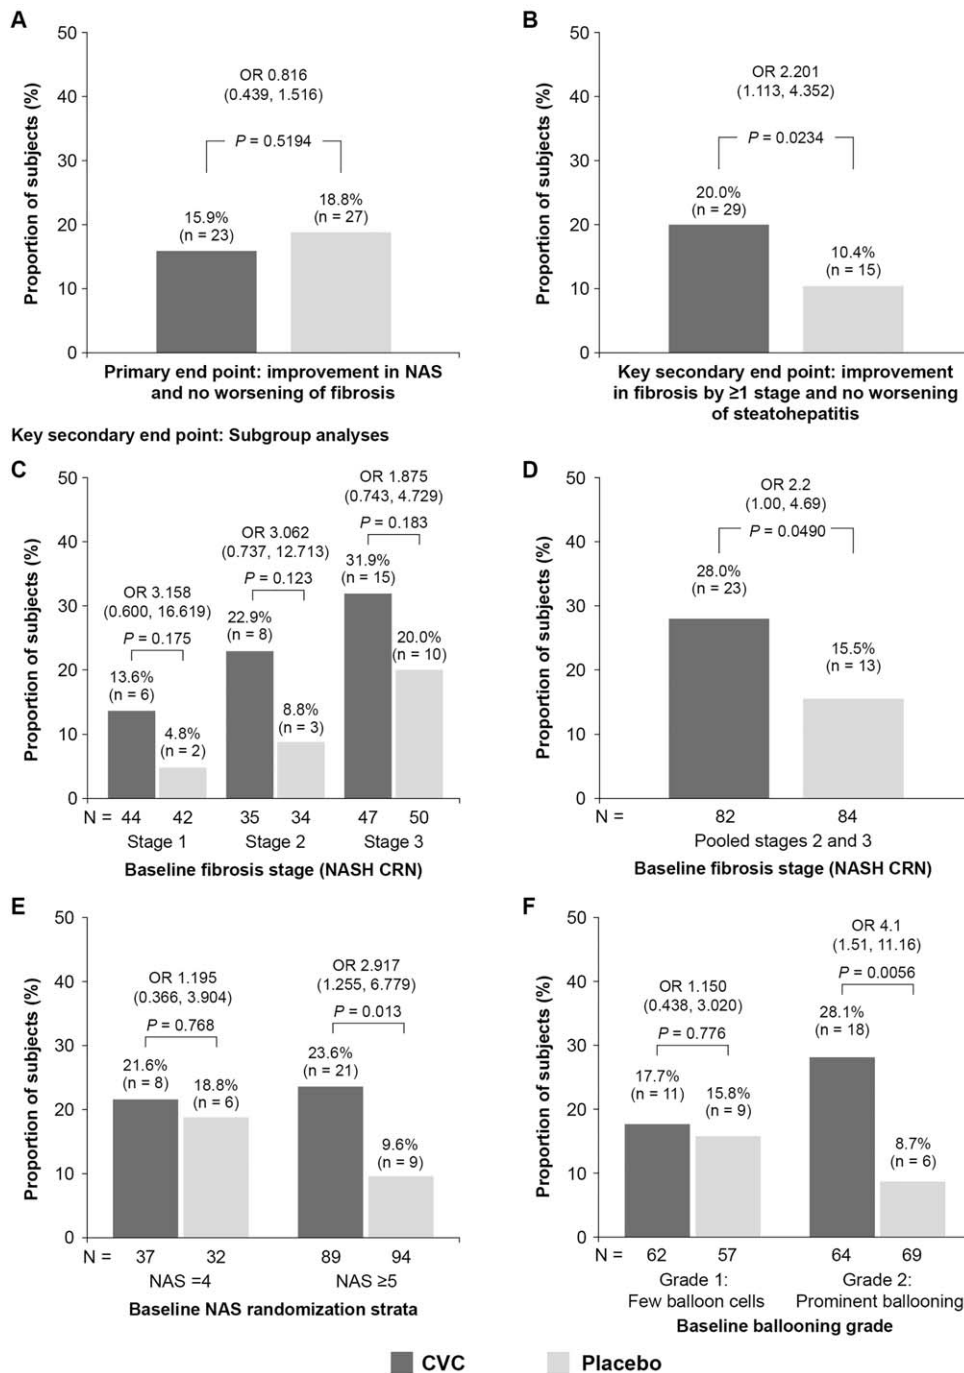 A
Proportion of subjects (%)
50
40
30
20
10
0
OR 0.816
(0.439, 1.516)
P = 0.5194
15.9%
(n = 23)
18.8%
(n = 27)
Primary end point: improvement in NAS
and no worsening of fibrosis
B
Proportion of subjects (%)
50
40
30
20
10
0
OR 2.201
(1.113, 4.352)
P = 0.0234
20.0%
(n = 29)
10.4%
(n = 15)
Key secondary end point: improvement
in fibrosis by ≥1 stage and no worsening
of steatohepatitis
Key secondary end point: Subgroup analyses
C
Proportion of subjects (%)
50
40
30
20
10
0
OR 3.158
(0.600, 16.619)
P = 0.175
13.6%
(n = 6)
4.8%
(n = 2)
OR 3.062
(0.737, 12.713)
P = 0.123
22.9%
(n = 8)
8.8%
(n = 3)
OR 1.875
(0.743, 4.729)
P = 0.183
31.9%
(n = 15)
20.0%
(n = 10)
N = 44 42 35 34 47 50
Stage 1 Stage 2 Stage 3
Baseline fibrosis stage (NASH CRN)
D
Proportion of subjects (%)
50
40
30
20
10
0
OR 2.2
(1.00, 4.69)
P = 0.0490
28.0%
(n = 23)
15.5%
(n = 13)
N = 82 84
Pooled stages 2 and 3
Baseline fibrosis stage (NASH CRN)
E
Proportion of subjects (%)
50
40
30
20
10
0
OR 1.195
(0.366, 3.904)
P = 0.768
21.6%
(n = 8)
18.8%
(n = 6)
OR 2.917
(1.255, 6.779)
P = 0.013
23.6%
(n = 21)
9.6%
(n = 9)
N = 37 32 89 94
NAS =4 NAS ≥5
Baseline NAS randomization strata
F
Proportion of subjects (%)
50
40
30
20
10
0
OR 1.150
(0.438, 3.020)
P = 0.776
17.7%
(n = 11)
15.8%
(n = 9)
OR 4.1
(1.51, 11.16)
P = 0.0056
28.1%
(n = 18)
8.7%
(n = 6)
N = 62 57 64 69
Grade 1: Grade 2:
Few balloon cells Prominent ballooning
Baseline ballooning grade
CVC Placebo